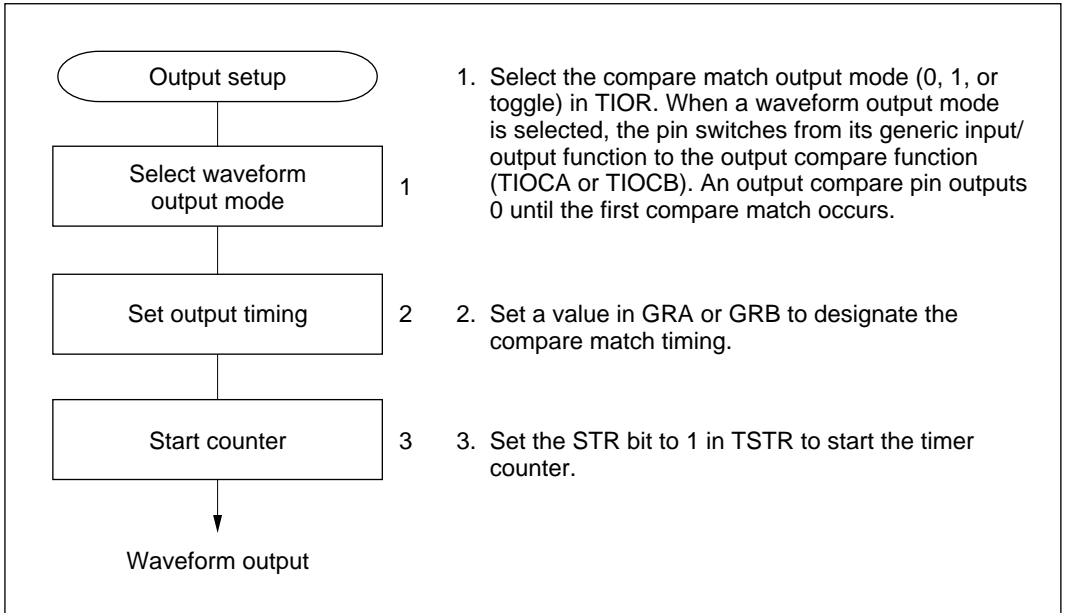 Output setup
Select waveform
output mode
1
1. Select the compare match output mode (0, 1, or
toggle) in TIOR. When a waveform output mode
is selected, the pin switches from its generic input/
output function to the output compare function
(TIOCA or TIOCB). An output compare pin outputs
0 until the first compare match occurs.
Set output timing
2
2. Set a value in GRA or GRB to designate the
compare match timing.
Start counter
3
3. Set the STR bit to 1 in TSTR to start the timer
counter.
Waveform output